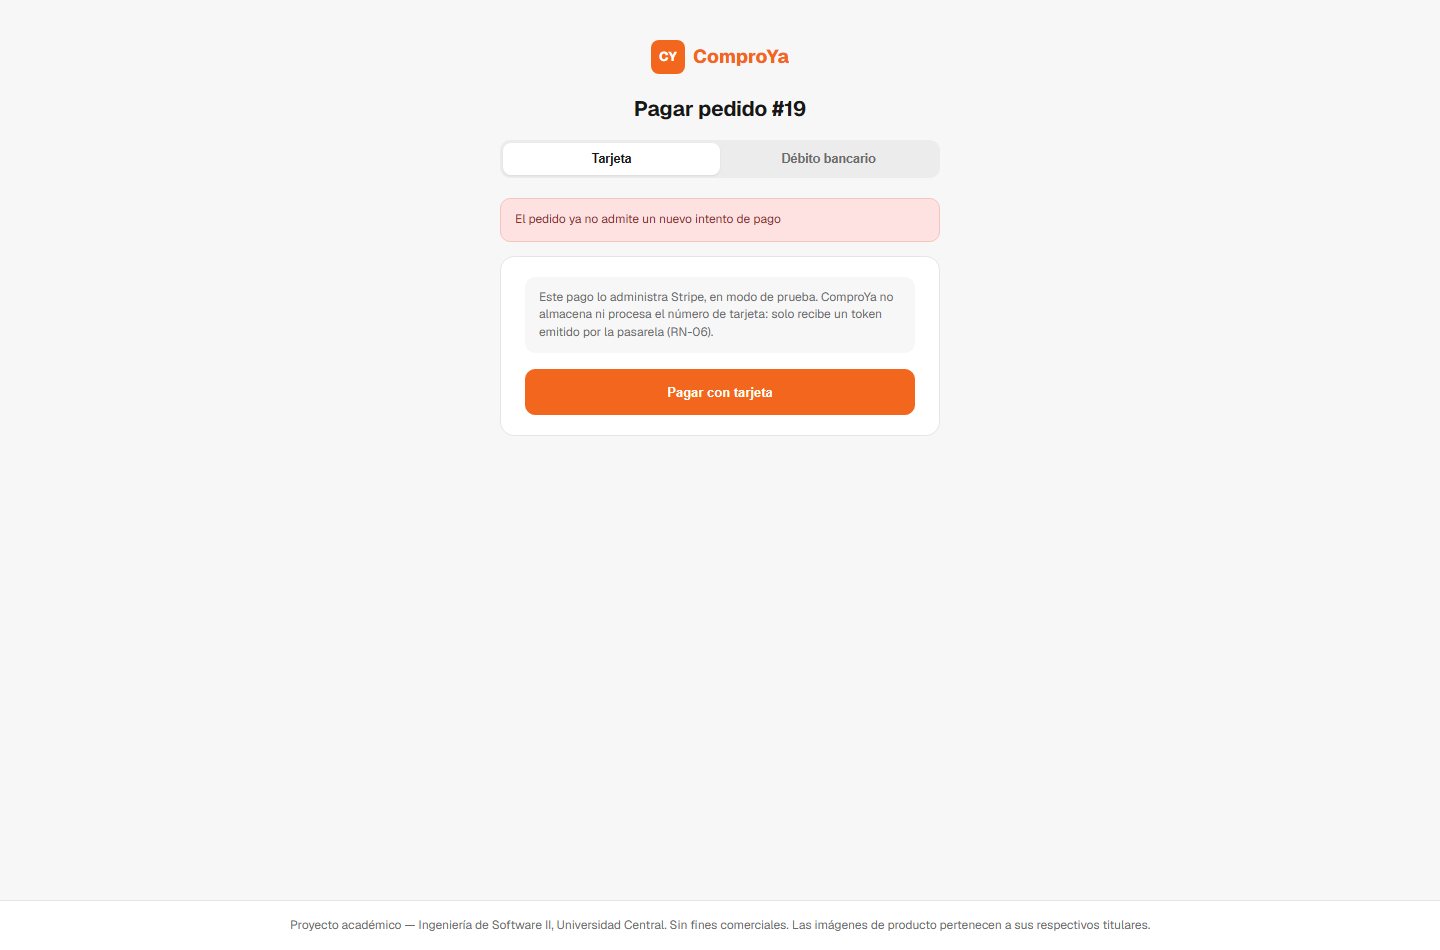 CY ComproYa
Pagar pedido #19
Tarjeta
Débito bancario
El pedido ya no admite un nuevo intento de pago
Este pago lo administra Stripe, en modo de prueba. ComproYa no
almacena ni procesa el número de tarjeta: solo recibe un token
emitido por la pasarela (RN-06).
Pagar con tarjeta
Proyecto académico — Ingeniería de Software II, Universidad Central. Sin fines comerciales. Las imágenes de producto pertenecen a sus respectivos titulares.